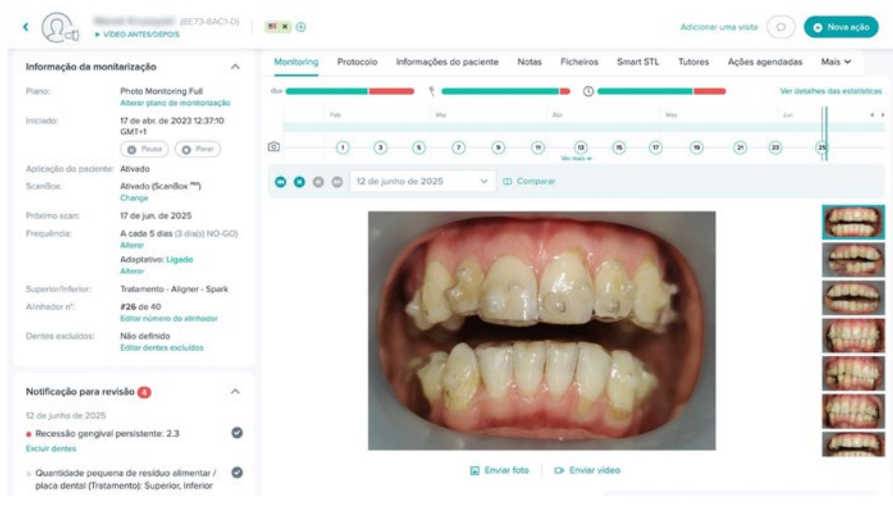 (8E73-8AC1-D)
VÍDEO ANTES/DEPOIS
Adicionar uma visita
Nova ação
Informação da monitarização
Plano: Photo Monitoring Full
Alterar plano de monitorização
Iniciado: 17 de abr. de 2023 12:37:10
GMT+1
Pausa Parar
Aplicação do paciente: Ativado
ScanBox: Ativado (ScanBox pro)
Change
Próximo scan: 17 de jun. de 2025
Frequência: A cada 5 dias (3 dia(s) NO-GO)
Alterar
Adaptativo: Ligado
Alterar
Superior/Inferior: Tratamento - Aligner - Spark
Alinhador nº: #26 de 40
Editar número do alinhador
Dentes excluídos: Não definido
Editar dentes excluídos
Notificação para revisão 4
12 de junho de 2025
Recessão gengival persistente: 2.3
Excluir dentes
Quantidade pequena de resíduo alimentar /
placa dental (Tratamento): Superior, Inferior
Monitoring Protocolo Informações do paciente Notas Ficheiros Smart STL Tutores Ações agendadas Mais
Ver detalhes das estatísticas
Feb Mar Abr May Jun
1 3 5 7 9 11 13 15 17 19 21 23 25
Ver mais
12 de junho de 2025 Comparar
Enviar foto Enviar vídeo